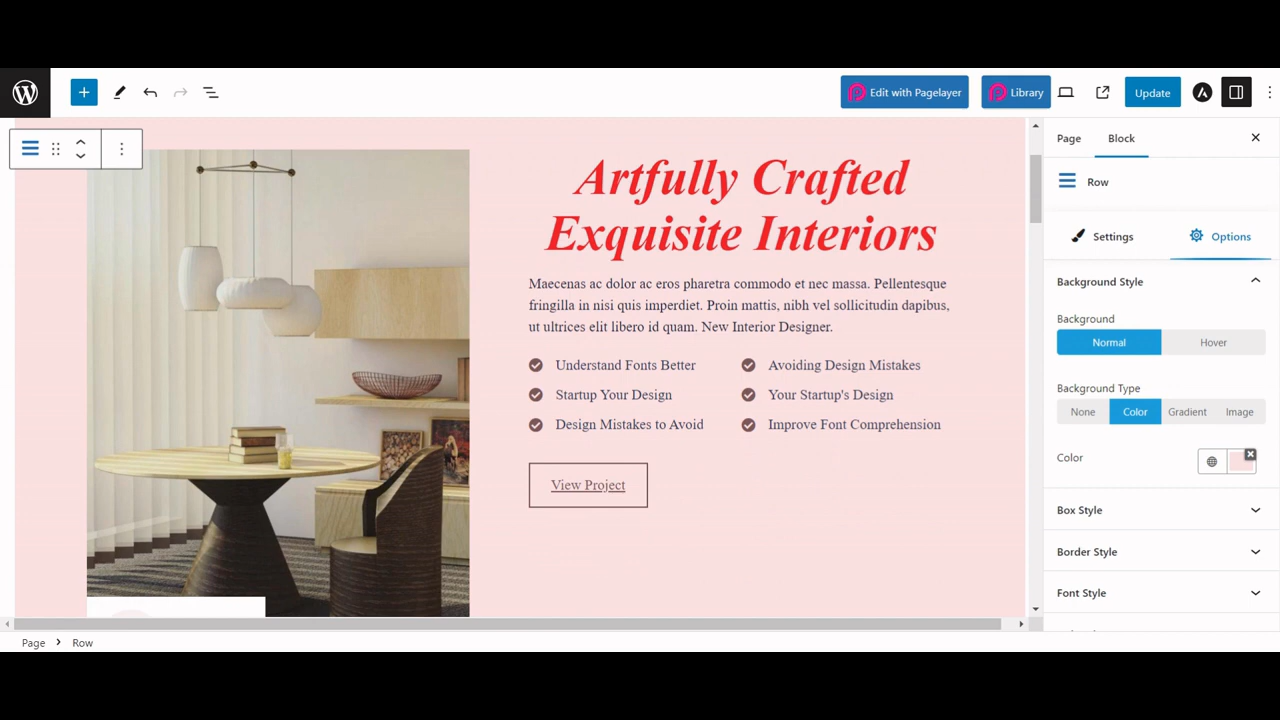 Edit with Pagelayer
Library
Update
Page
Block
Row
Settings
Options
Background Style
Background
Normal
Hover
Background Type
None
Color
Gradient
Image
Color
Box Style
Border Style
Font Style
Artfully Crafted
Exquisite Interiors
Maecenas ac dolor ac eros pharetra commodo et nec massa. Pellentesque
fringilla in nisi quis imperdiet. Proin mattis, nibh vel sollicitudin dapibus,
ut ultrices elit libero id quam. New Interior Designer.
Understand Fonts Better
Avoiding Design Mistakes
Startup Your Design
Your Startup's Design
Design Mistakes to Avoid
Improve Font Comprehension
View Project
Page
Row